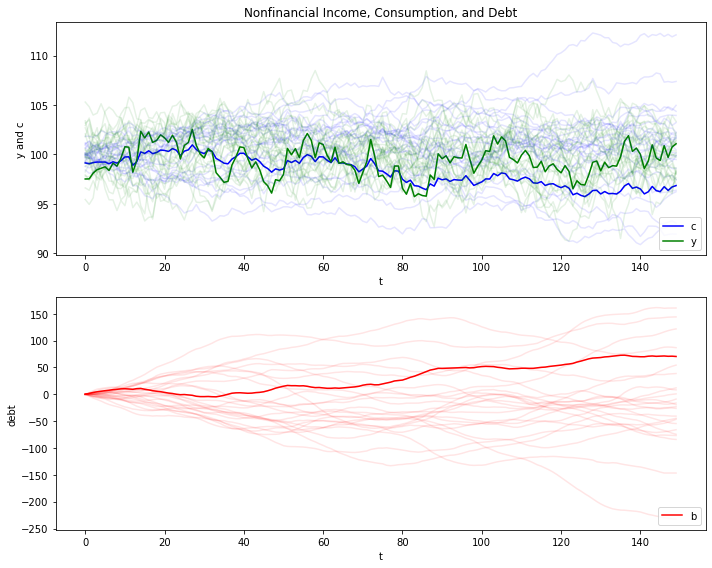 Nonfinancial Income, Consumption, and Debt
110
105
100
95
90
y and c
c
y
0 20 40 60 80 100 120 140
t
150
100
50
0
−50
−100
−150
−200
−250
debt
b
0 20 40 60 80 100 120 140
t